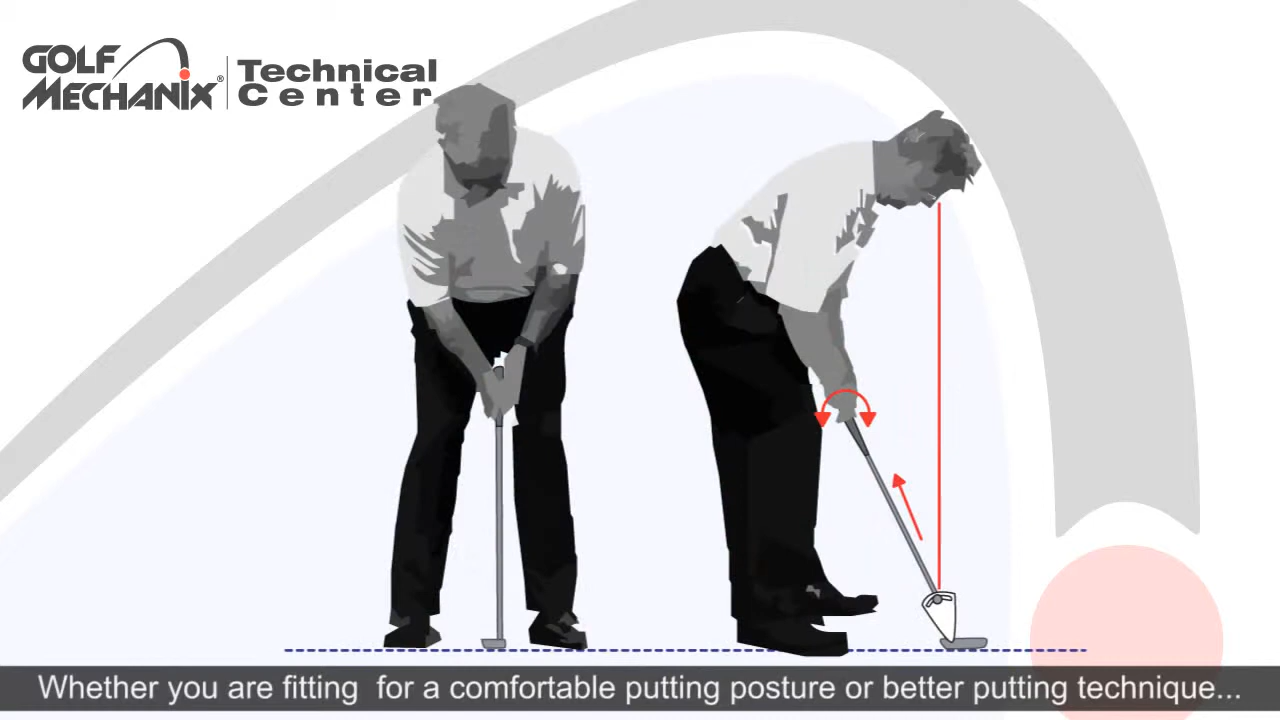 GOLF
MECHANIX® Technical
Center
Whether you are fitting  for a comfortable putting posture or better putting technique...